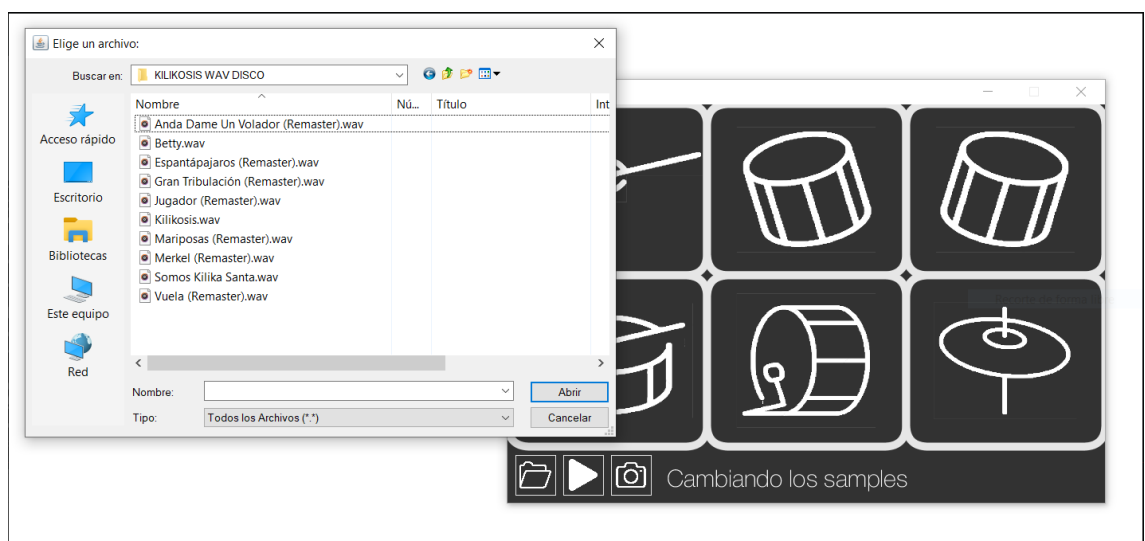 Elige un archivo:
Buscar en:
KILIKOSIS WAV DISCO
Acceso rápido
Escritorio
Bibliotecas
Este equipo
Red
Nombre
Nú...
Título
Int
Anda Dame Un Volador (Remaster).wav
Betty.wav
Espantápajaros (Remaster).wav
Gran Tribulación (Remaster).wav
Jugador (Remaster).wav
Kilikosis.wav
Mariposas (Remaster).wav
Merkel (Remaster).wav
Somos Kilika Santa.wav
Vuela (Remaster).wav
Nombre:
Abrir
Tipo:
Todos los Archivos (*.*)
Cancelar
Cambiando los samples